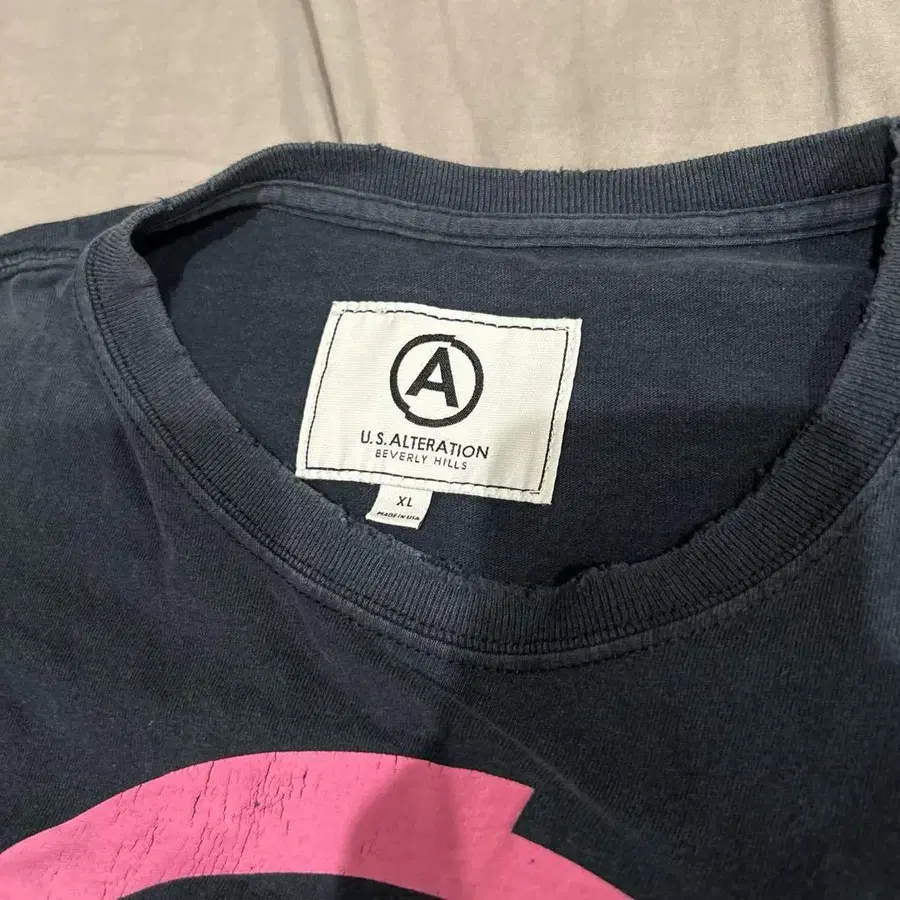 A
U.S.ALTERATION
BEVERLY HILLS
XL
MADE IN USA